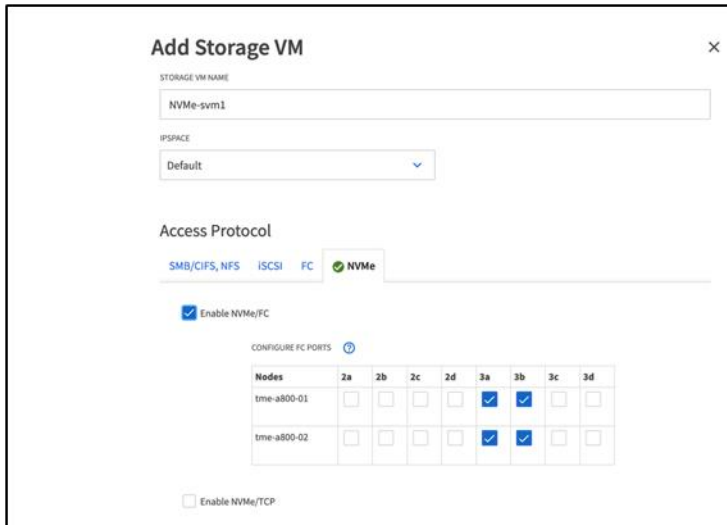 Add Storage VM
STORAGE VM NAME
NVMe-svm1
IPSPACE
Default
Access Protocol
SMB/CIFS, NFS iSCSI FC NVMe
Enable NVMe/FC
CONFIGURE FC PORTS
Nodes 2a 2b 2c 2d 3a 3b 3c 3d
tme-a800-01
tme-a800-02
Enable NVMe/TCP